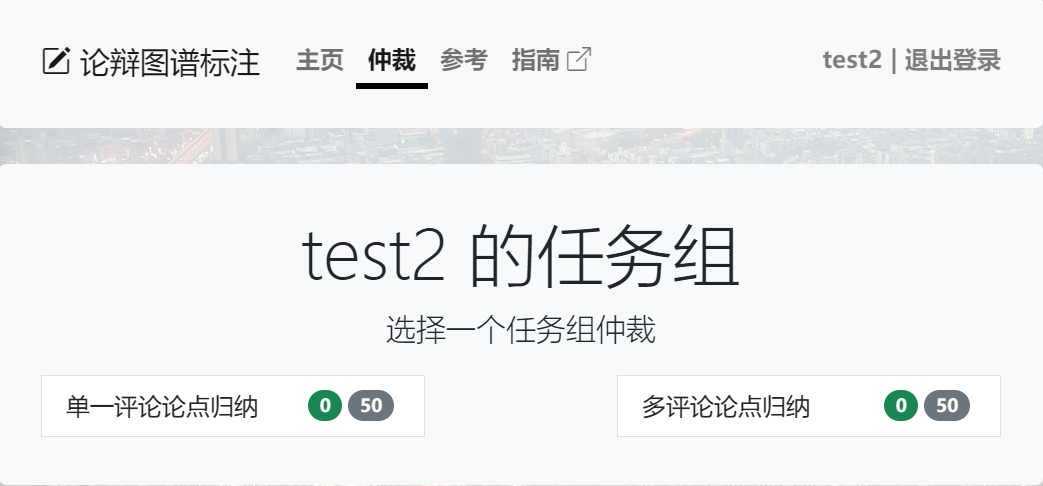 论辩图谱标注 主页 仲裁 参考 指南 test2 | 退出登录
test2 的任务组
选择一个任务组仲裁
单一评论论点归纳 0 50 多评论论点归纳 0 50